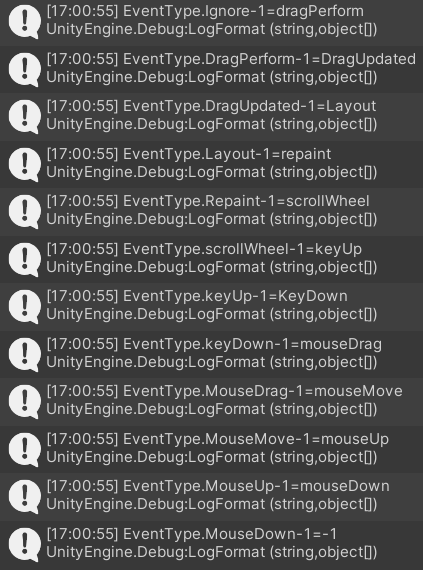 [17:00:55] EventType.Ignore-1=dragPerform
UnityEngine.Debug:LogFormat (string,object[])
[17:00:55] EventType.DragPerform-1=DragUpdated
UnityEngine.Debug:LogFormat (string,object[])
[17:00:55] EventType.DragUpdated-1=Layout
UnityEngine.Debug:LogFormat (string,object[])
[17:00:55] EventType.Layout-1=repaint
UnityEngine.Debug:LogFormat (string,object[])
[17:00:55] EventType.Repaint-1=scrollWheel
UnityEngine.Debug:LogFormat (string,object[])
[17:00:55] EventType.scrollWheel-1=keyUp
UnityEngine.Debug:LogFormat (string,object[])
[17:00:55] EventType.keyUp-1=KeyDown
UnityEngine.Debug:LogFormat (string,object[])
[17:00:55] EventType.keyDown-1=mouseDrag
UnityEngine.Debug:LogFormat (string,object[])
[17:00:55] EventType.MouseDrag-1=mouseMove
UnityEngine.Debug:LogFormat (string,object[])
[17:00:55] EventType.MouseMove-1=mouseUp
UnityEngine.Debug:LogFormat (string,object[])
[17:00:55] EventType.MouseUp-1=mouseDown
UnityEngine.Debug:LogFormat (string,object[])
[17:00:55] EventType.MouseDown-1=-1
UnityEngine.Debug:LogFormat (string,object[])